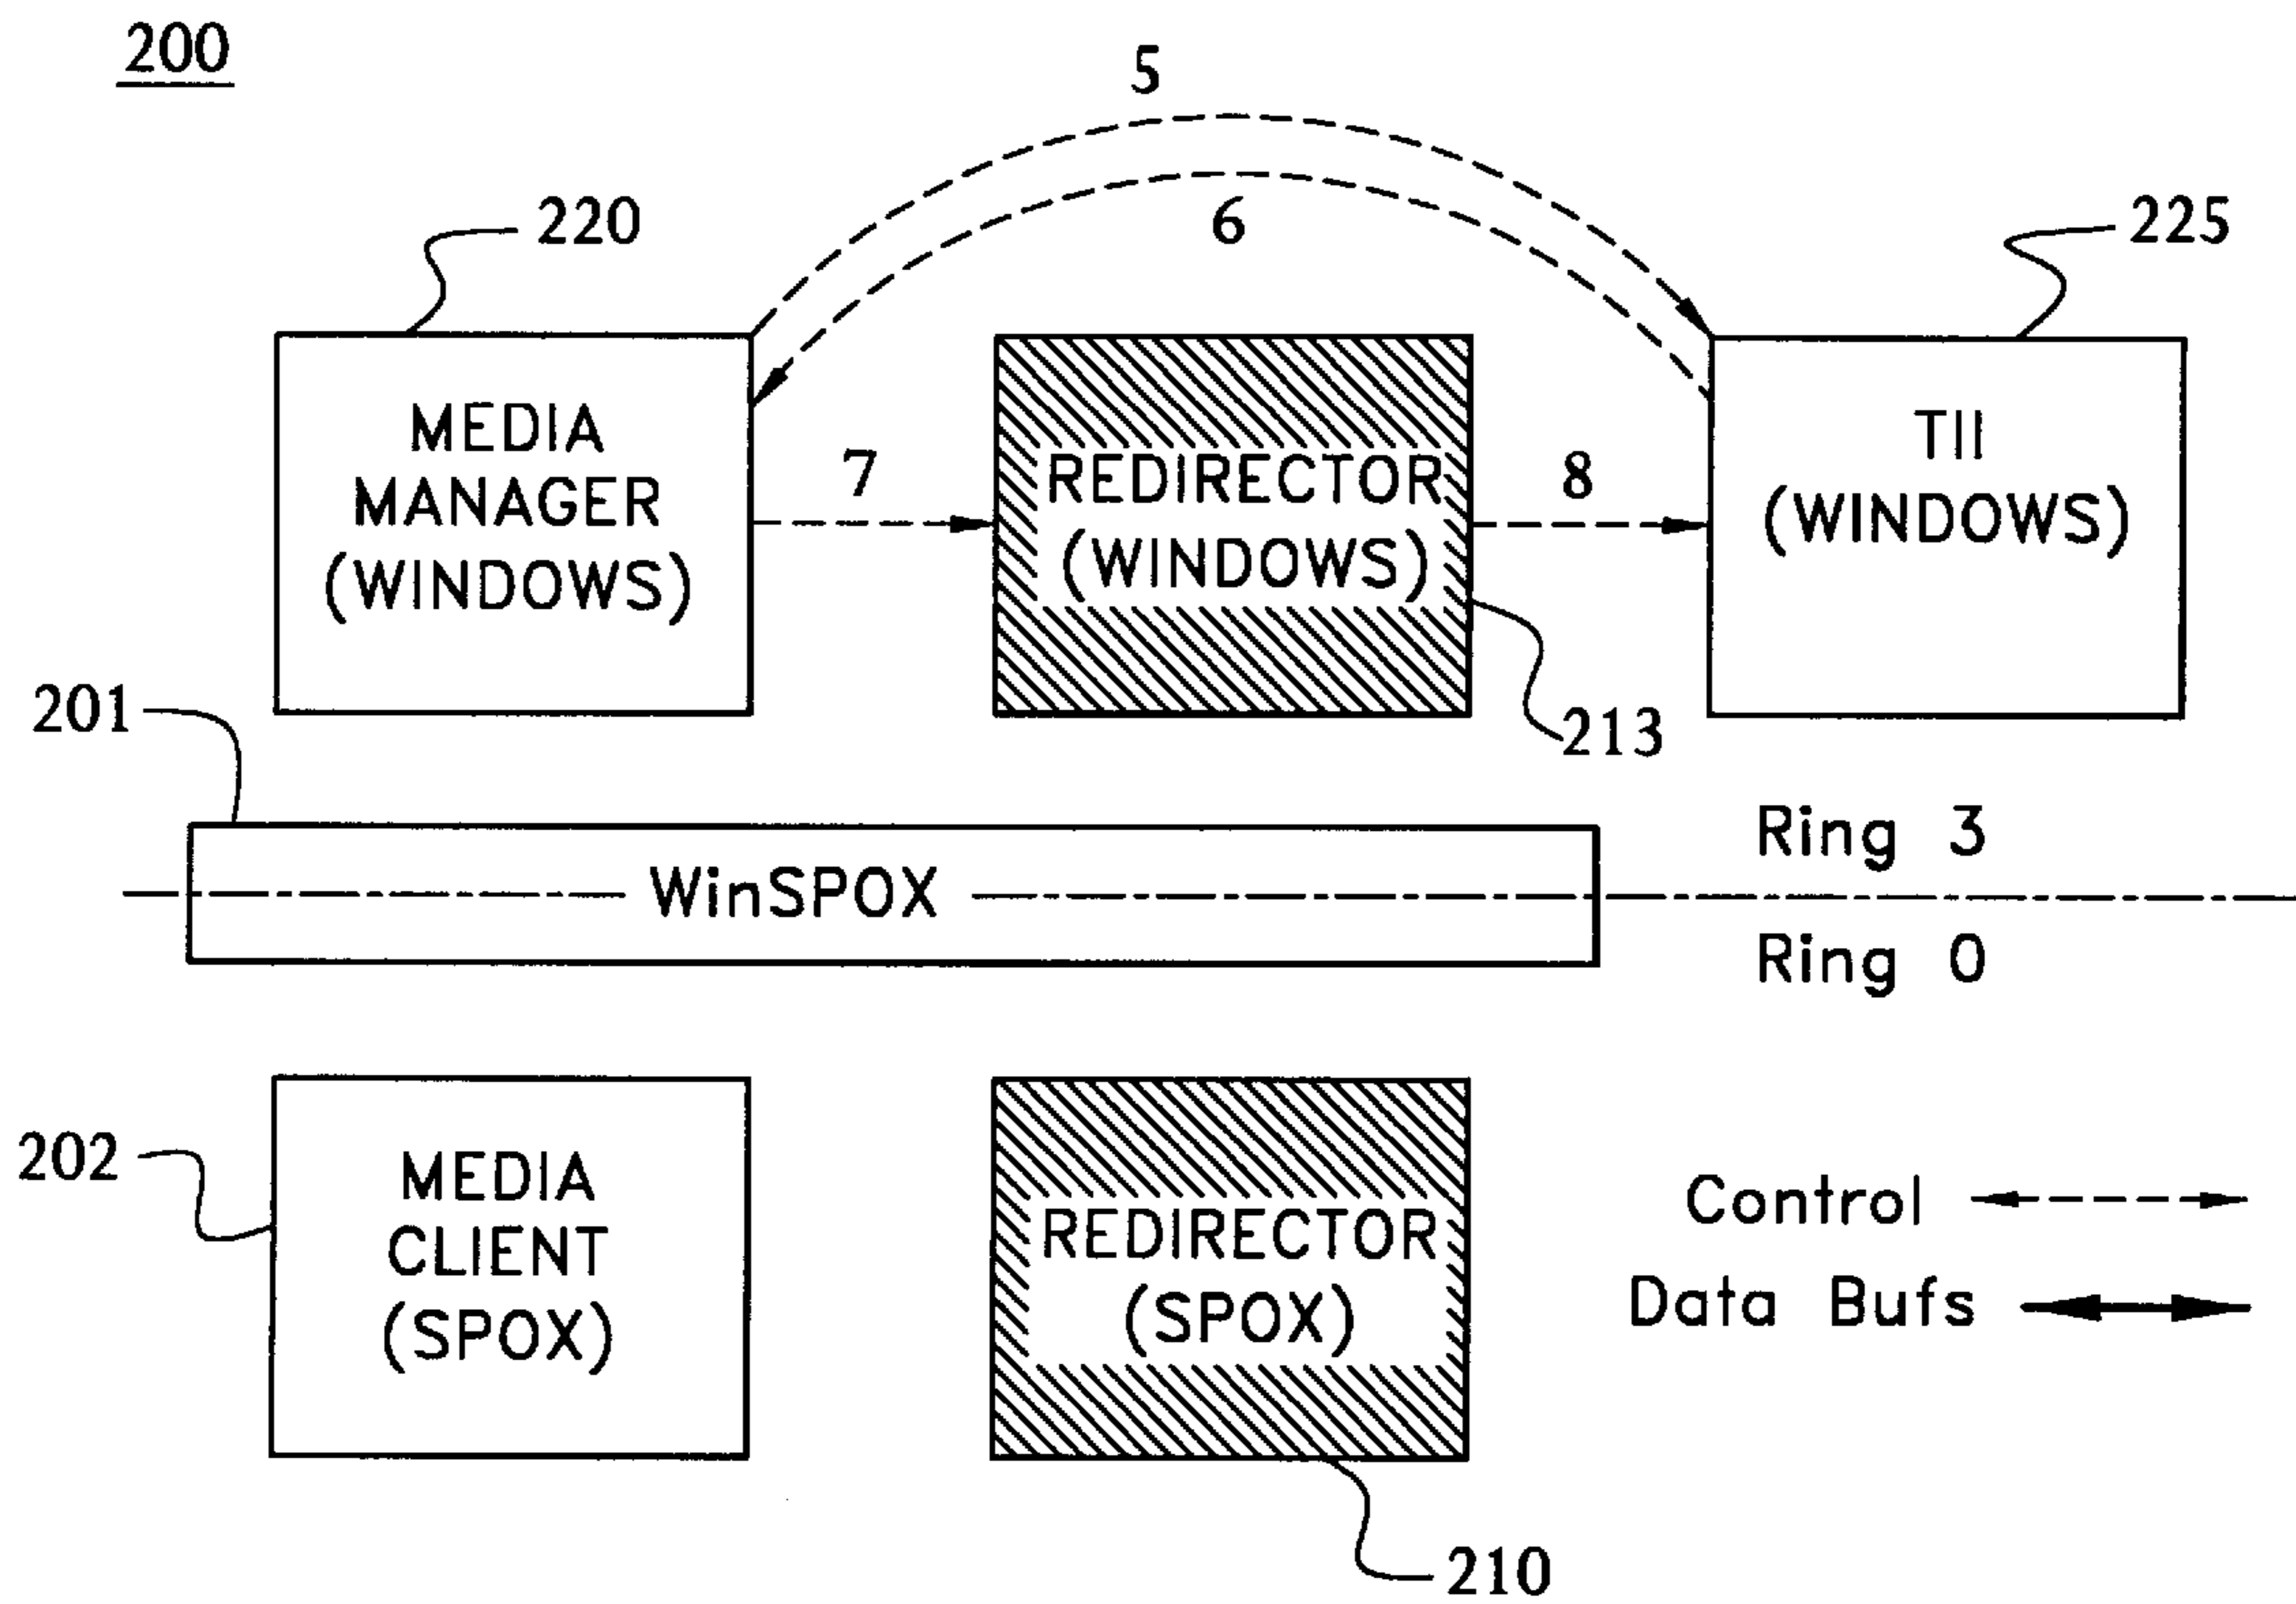 200
5
6
220
225
MEDIA
MANAGER
(WINDOWS)
7
REDIRECTOR
(WINDOWS)
8
TII
(WINDOWS)
213
201
WinSPOX
Ring 3
Ring 0
202
MEDIA
CLIENT
(SPOX)
REDIRECTOR
(SPOX)
210
Control
Data Bufs